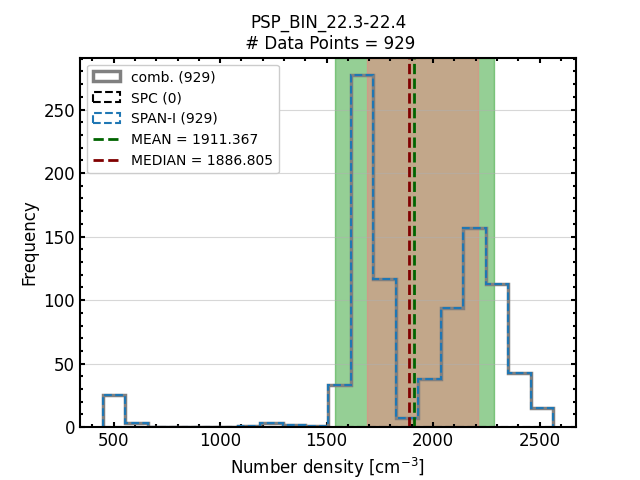 PSP_BIN_22.3-22.4
# Data Points = 929
comb. (929)
SPC (0)
SPAN-I (929)
MEAN = 1911.367
MEDIAN = 1886.805
Frequency
250
200
150
100
50
0
500 1000 1500 2000 2500
Number density [cm⁻³]